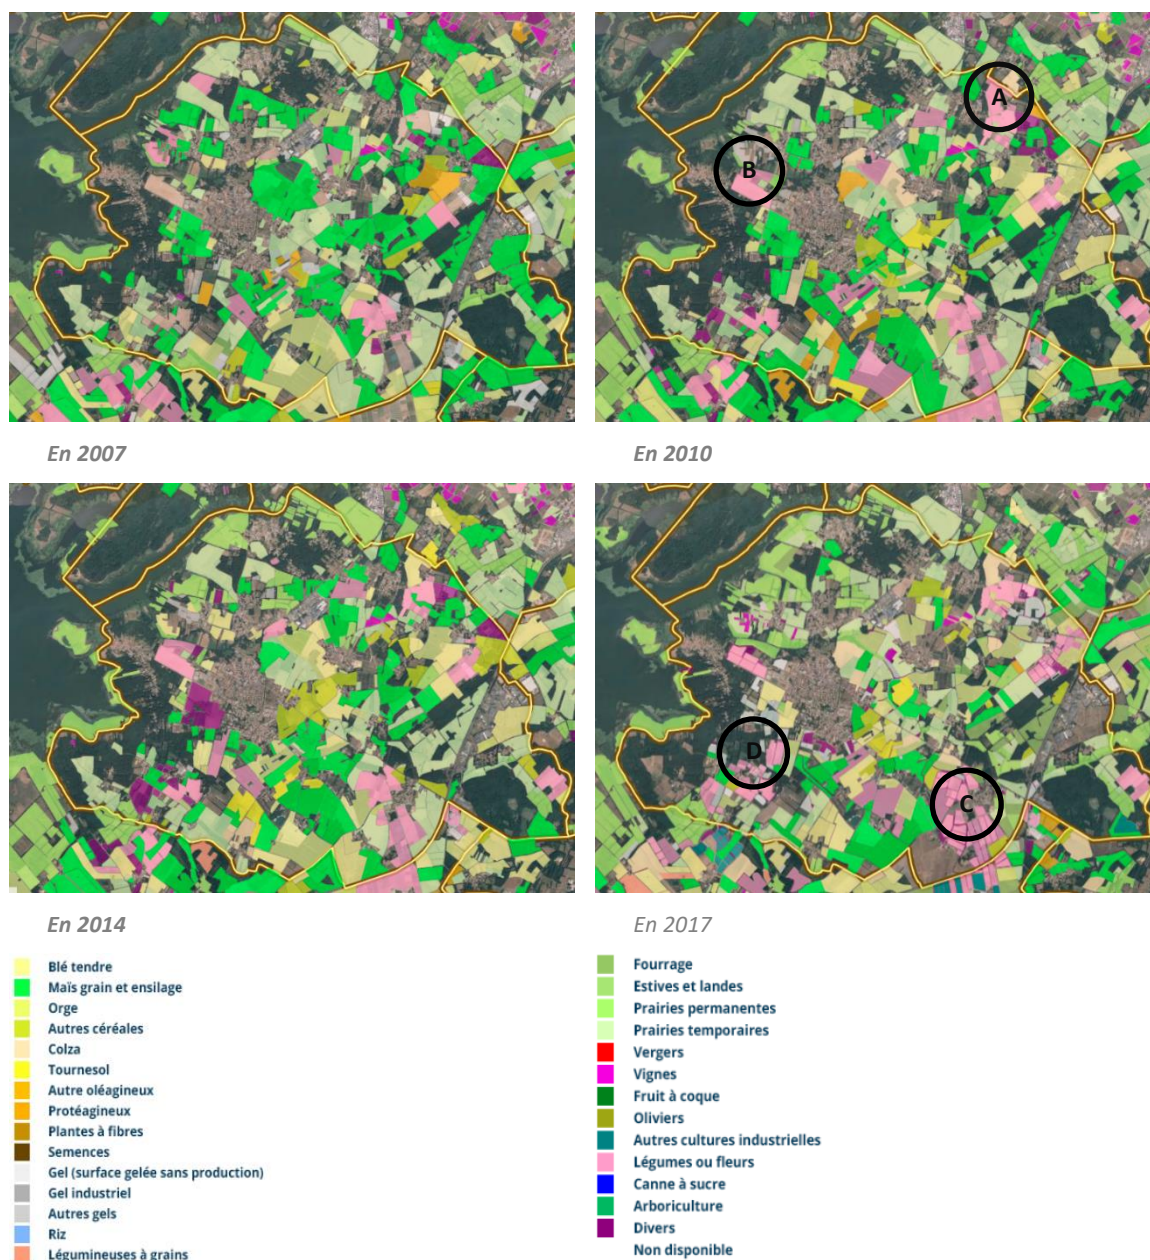 A
B
En 2007
En 2010
D
C
En 2014
En 2017
Blé tendre
Maïs grain et ensilage
Orge
Autres céréales
Colza
Tournesol
Autre oléagineux
Protéagineux
Plantes à fibres
Semences
Gel (surface gelée sans production)
Gel industriel
Autres gels
Riz
Légumineuses à grains
Fourrage
Estives et landes
Prairies permanentes
Prairies temporaires
Vergers
Vignes
Fruit à coque
Oliviers
Autres cultures industrielles
Légumes ou fleurs
Canne à sucre
Arboriculture
Divers
Non disponible